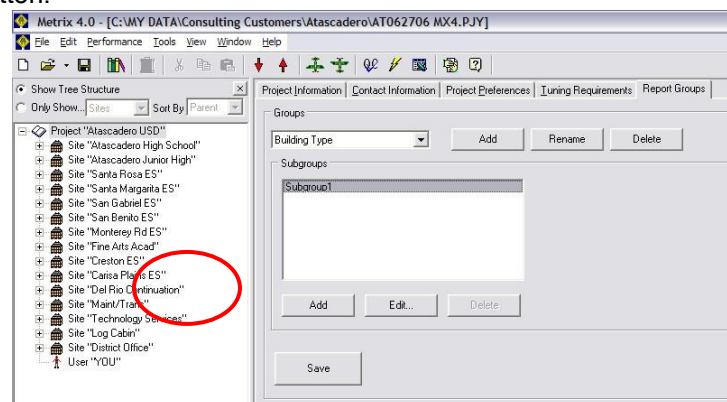 utton.
Metrix 4.0 - [C:\MY DATA\Consulting Customers\Atascadero\AT062706 MX4.PJY]
File Edit Performance Tools View Window Help
Show Tree Structure
Only Show... Sites Sort By Parent
Project "Atascadero USD"
Site "Atascadero High School"
Site "Atascadero Junior High"
Site "Santa Rosa ES"
Site "Santa Margarita ES"
Site "San Gabriel ES"
Site "San Benito ES"
Site "Monterey Rd ES"
Site "Fine Arts Acad"
Site "Creston ES"
Site "Carisa Plains ES"
Site "Del Rio Continuation"
Site "Maint/Trans"
Site "Technology Services"
Site "Log Cabin"
Site "District Office"
User "YOU"
Project Information Contact Information Project Preferences Tuning Requirements Report Groups
Groups
Building Type Add Rename Delete
Subgroups
Subgroup1
Add Edit... Delete
Save